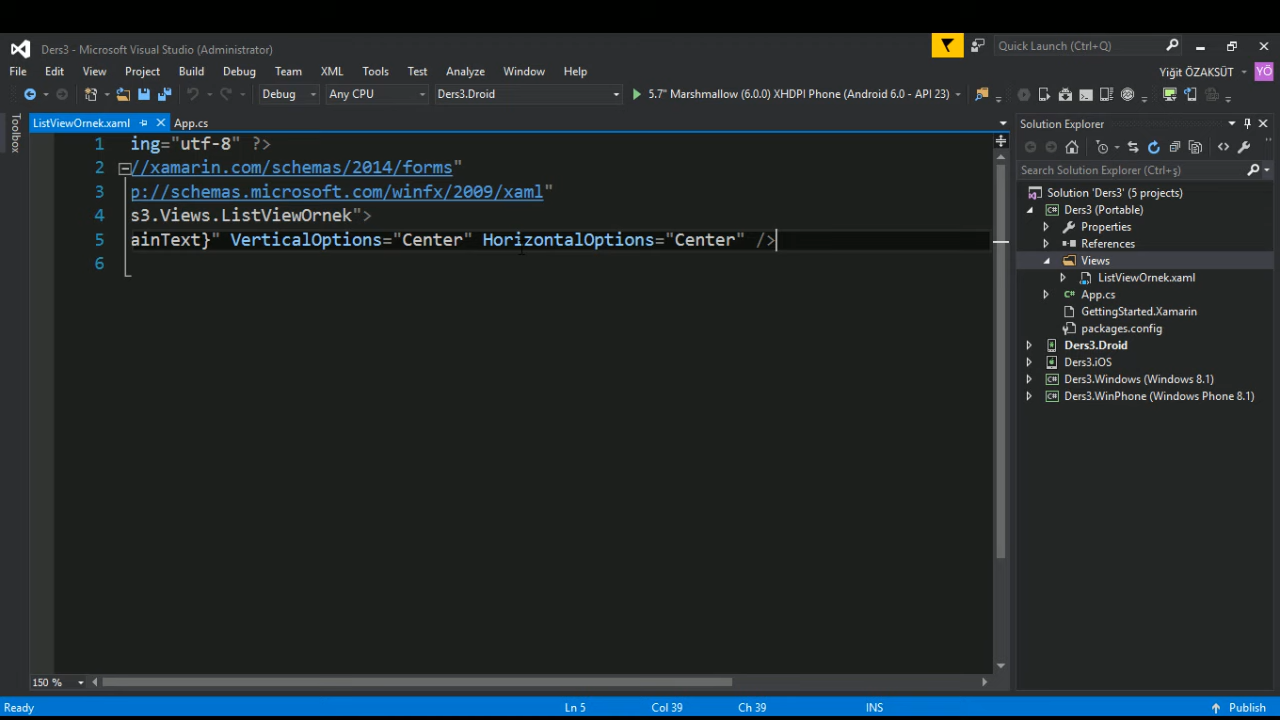 Ders3 - Microsoft Visual Studio (Administrator)
Quick Launch (Ctrl+Q)
File Edit View Project Build Debug Team XML Tools Test Analyze Window Help
Yiğit ÖZAKSÜT
YÖ
Debug
Any CPU
Ders3.Droid
5.7" Marshmallow (6.0.0) XHDPI Phone (Android 6.0 - API 23)
Toolbox
ListViewOrnek.xaml
App.cs
1 ing="utf-8" ?>
2 //xamarin.com/schemas/2014/forms"
3 p://schemas.microsoft.com/winfx/2009/xaml"
4 s3.Views.ListViewOrnek">
5 ainText}" VerticalOptions="Center" HorizontalOptions="Center" />
6
150 %
Solution Explorer
Search Solution Explorer (Ctrl+ş)
Solution 'Ders3' (5 projects)
Ders3 (Portable)
Properties
References
Views
ListViewOrnek.xaml
App.cs
GettingStarted.Xamarin
packages.config
Ders3.Droid
Ders3.iOS
Ders3.Windows (Windows 8.1)
Ders3.WinPhone (Windows Phone 8.1)
Ready
Ln 5
Col 39
Ch 39
INS
Publish